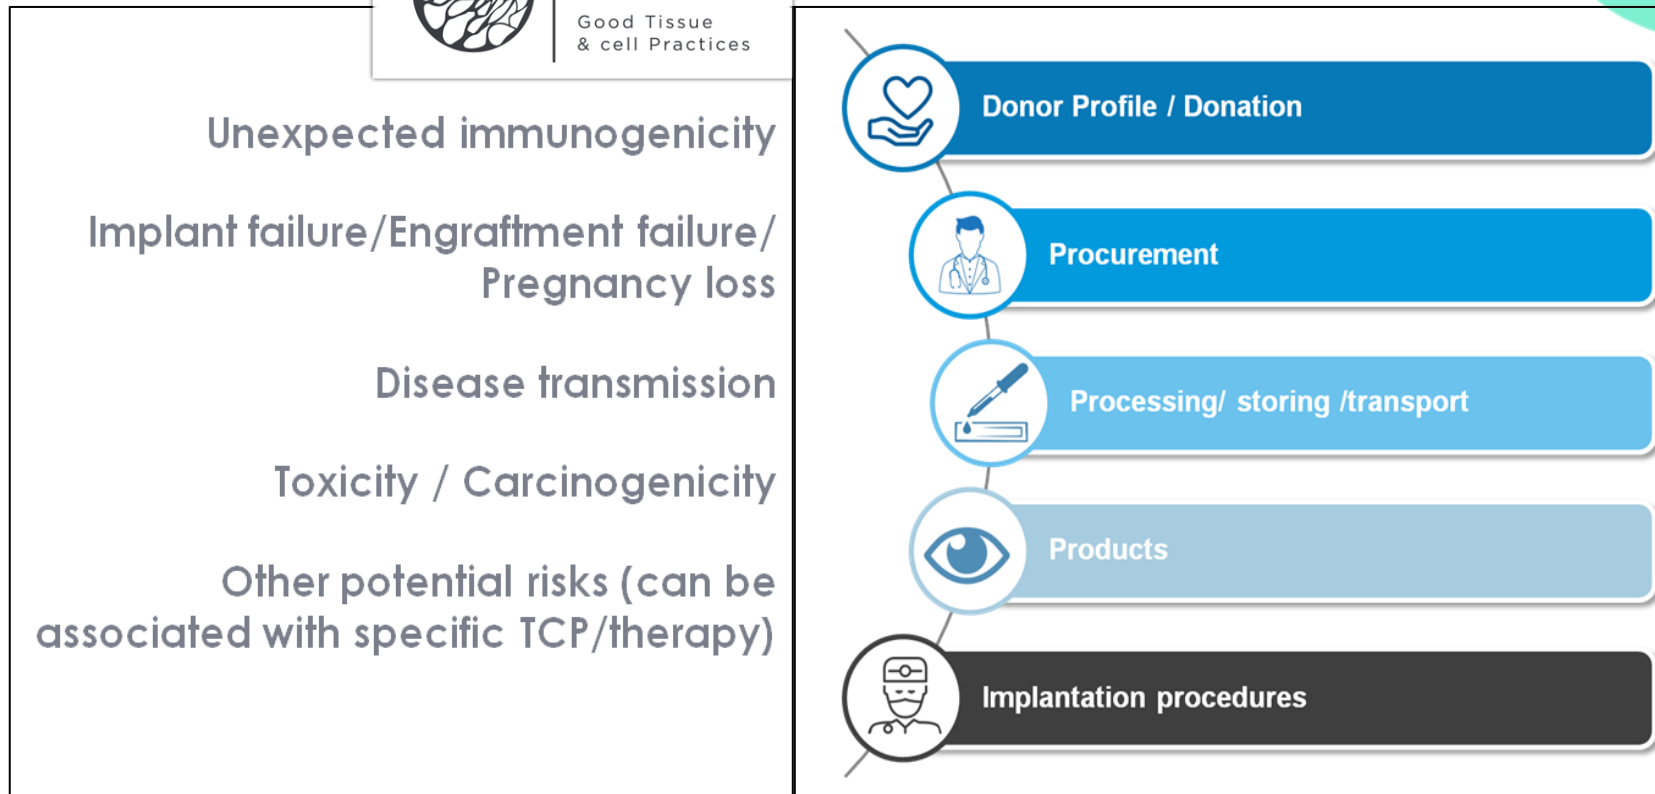 Good Tissue
& cell Practices
Unexpected immunogenicity
Implant failure/Engraftment failure/
Pregnancy loss
Disease transmission
Toxicity / Carcinogenicity
Other potential risks (can be
associated with specific TCP/therapy)
Donor Profile / Donation
Procurement
Processing/ storing /transport
Products
Implantation procedures